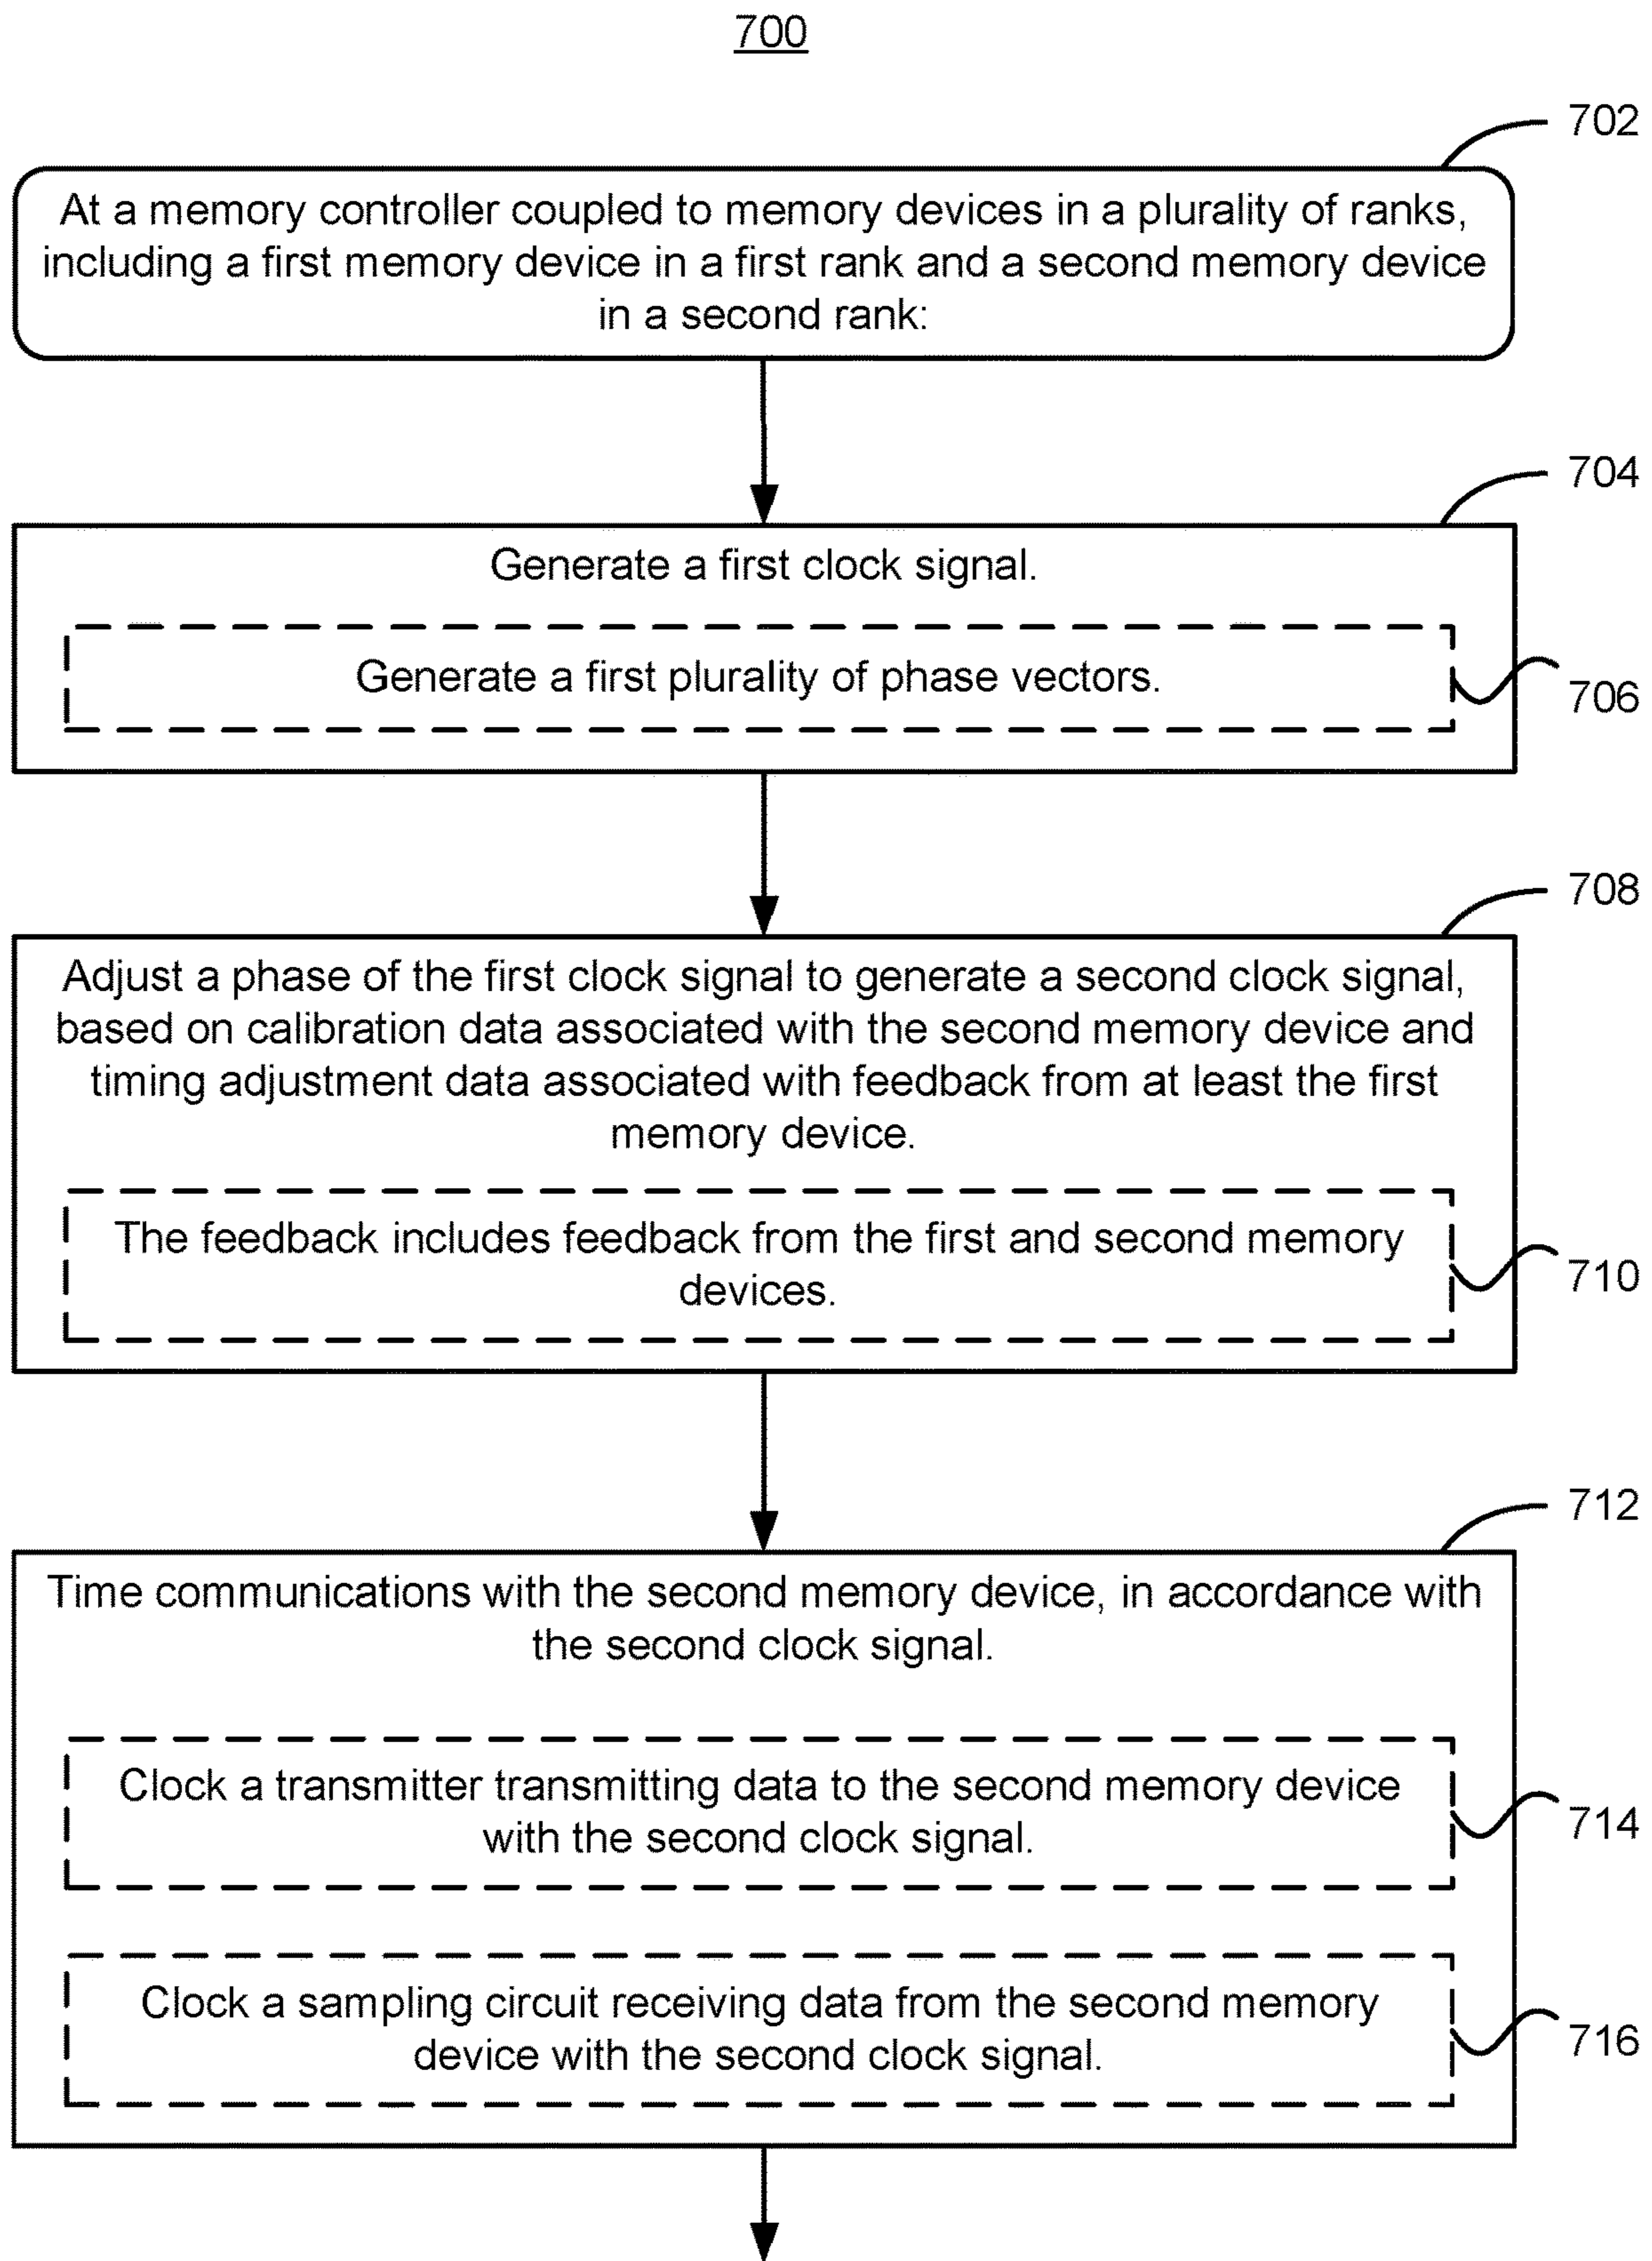 700
702
At a memory controller coupled to memory devices in a plurality of ranks,
including a first memory device in a first rank and a second memory device
in a second rank:
704
Generate a first clock signal.
Generate a first plurality of phase vectors.
706
708
Adjust a phase of the first clock signal to generate a second clock signal,
based on calibration data associated with the second memory device and
timing adjustment data associated with feedback from at least the first
memory device.
The feedback includes feedback from the first and second memory
devices.
710
712
Time communications with the second memory device, in accordance with
the second clock signal.
Clock a transmitter transmitting data to the second memory device
with the second clock signal.
714
Clock a sampling circuit receiving data from the second memory
device with the second clock signal.
716